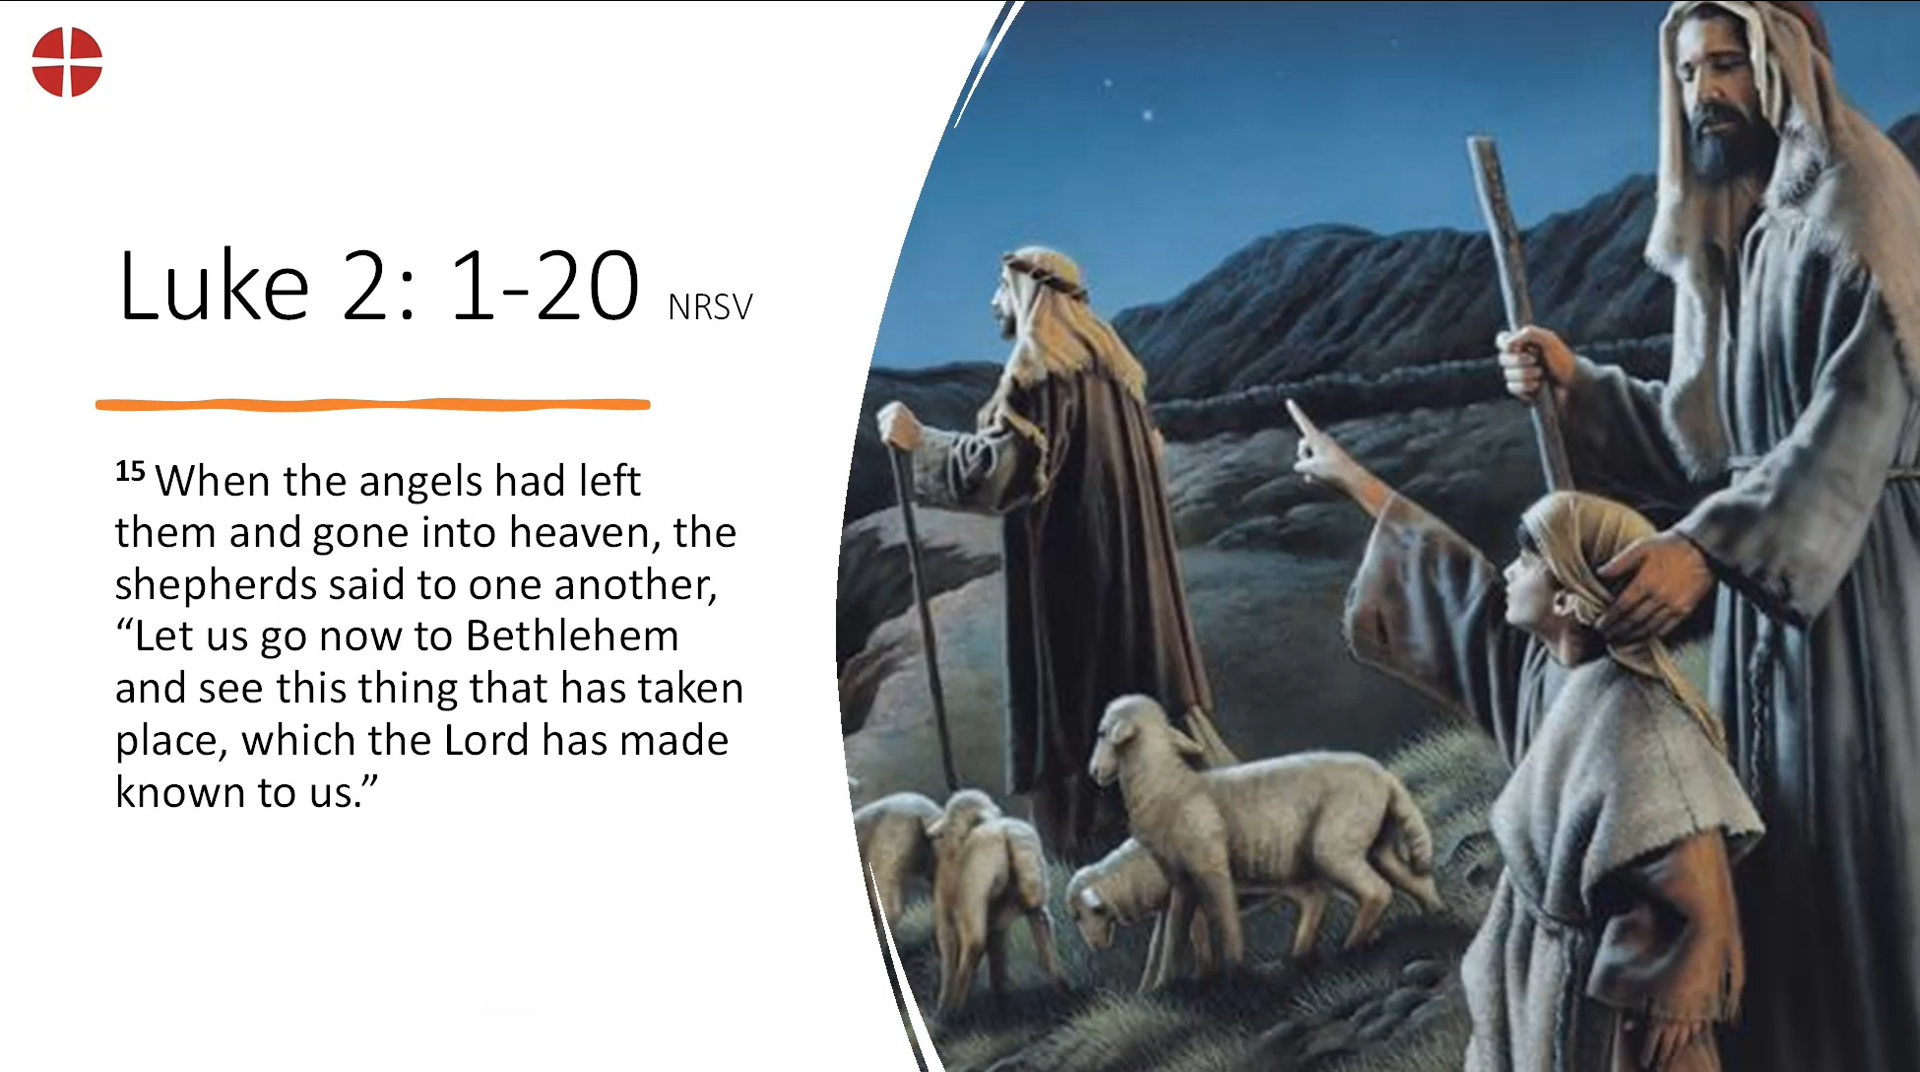 Luke 2: 1-20 NRSV
15 When the angels had left
them and gone into heaven, the
shepherds said to one another,
“Let us go now to Bethlehem
and see this thing that has taken
place, which the Lord has made
known to us.”